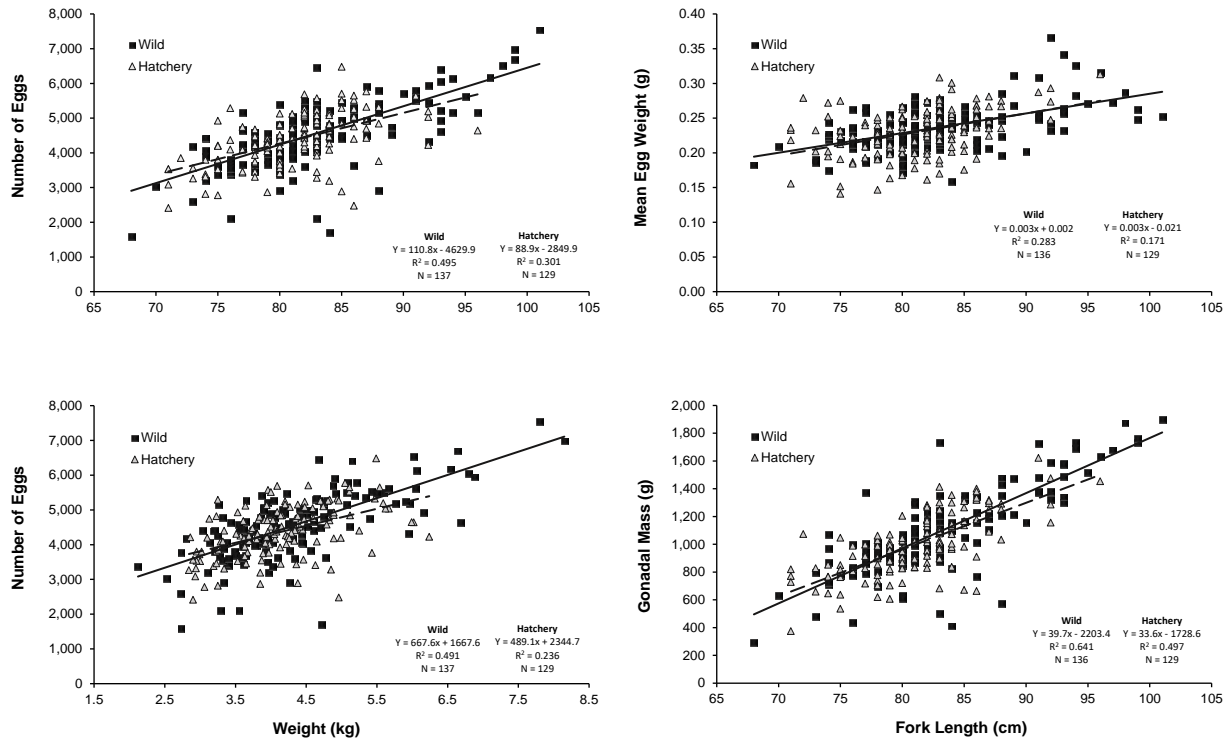 8,000
7,000
6,000
5,000
4,000
3,000
2,000
1,000
0
Number of Eggs
Wild
Hatchery
Wild Hatchery
Y = 110.8x - 4629.9 Y = 88.9x - 2849.9
R² = 0.495 R² = 0.301
N = 137 N = 129
65 70 75 80 85 90 95 100 105
0.40
0.35
0.30
0.25
0.20
0.15
0.10
0.05
0.00
Mean Egg Weight (g)
Wild
Hatchery
Wild Hatchery
Y = 0.003x + 0.002 Y = 0.003x - 0.021
R² = 0.283 R² = 0.171
N = 136 N = 129
65 70 75 80 85 90 95 100 105
8,000
7,000
6,000
5,000
4,000
3,000
2,000
1,000
0
Number of Eggs
Wild
Hatchery
Wild Hatchery
Y = 667.6x + 1667.6 Y = 489.1x + 2344.7
R² = 0.491 R² = 0.236
N = 137 N = 129
1.5 2.5 3.5 4.5 5.5 6.5 7.5 8.5
Weight (kg)
2,000
1,800
1,600
1,400
1,200
1,000
800
600
400
200
0
Gonadal Mass (g)
Wild
Hatchery
Wild Hatchery
Y = 39.7x - 2203.4 Y = 33.6x - 1728.6
R² = 0.641 R² = 0.497
N = 136 N = 129
65 70 75 80 85 90 95 100 105
Fork Length (cm)